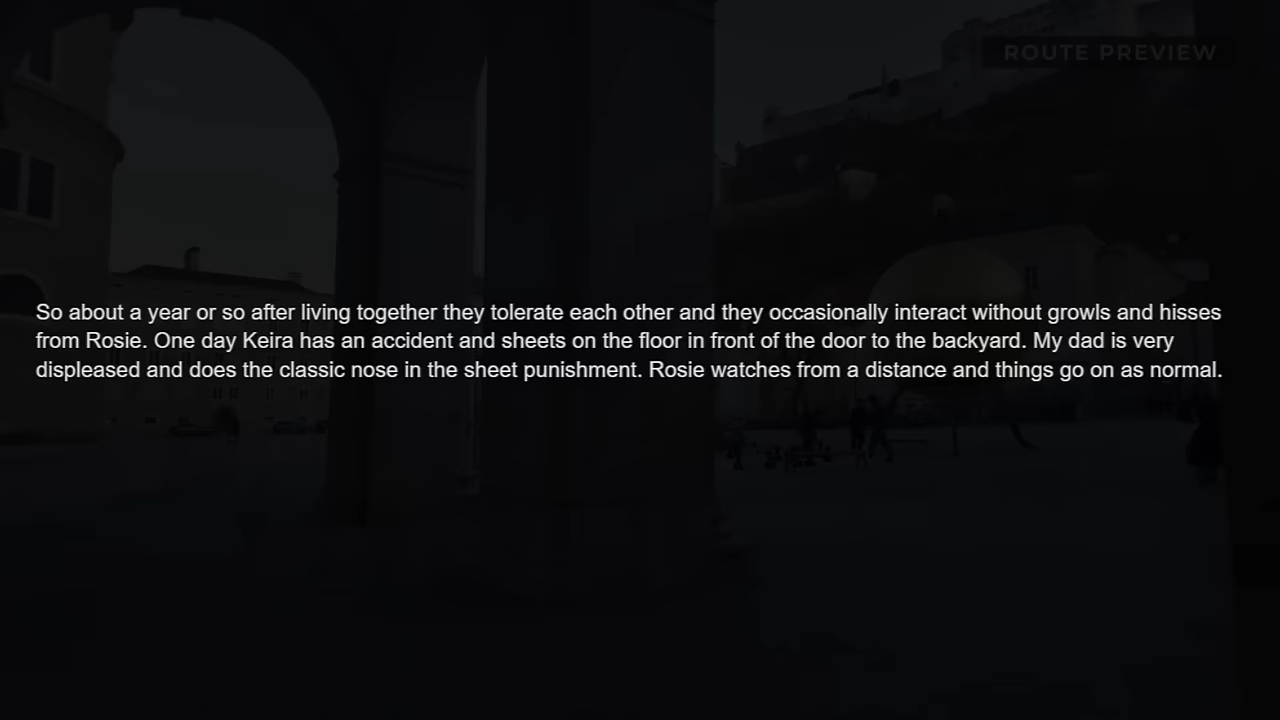 ROUTE PREVIEW
So about a year or so after living together they tolerate each other and they occasionally interact without growls and hisses
from Rosie. One day Keira has an accident and sheets on the floor in front of the door to the backyard. My dad is very
displeased and does the classic nose in the sheet punishment. Rosie watches from a distance and things go on as normal.